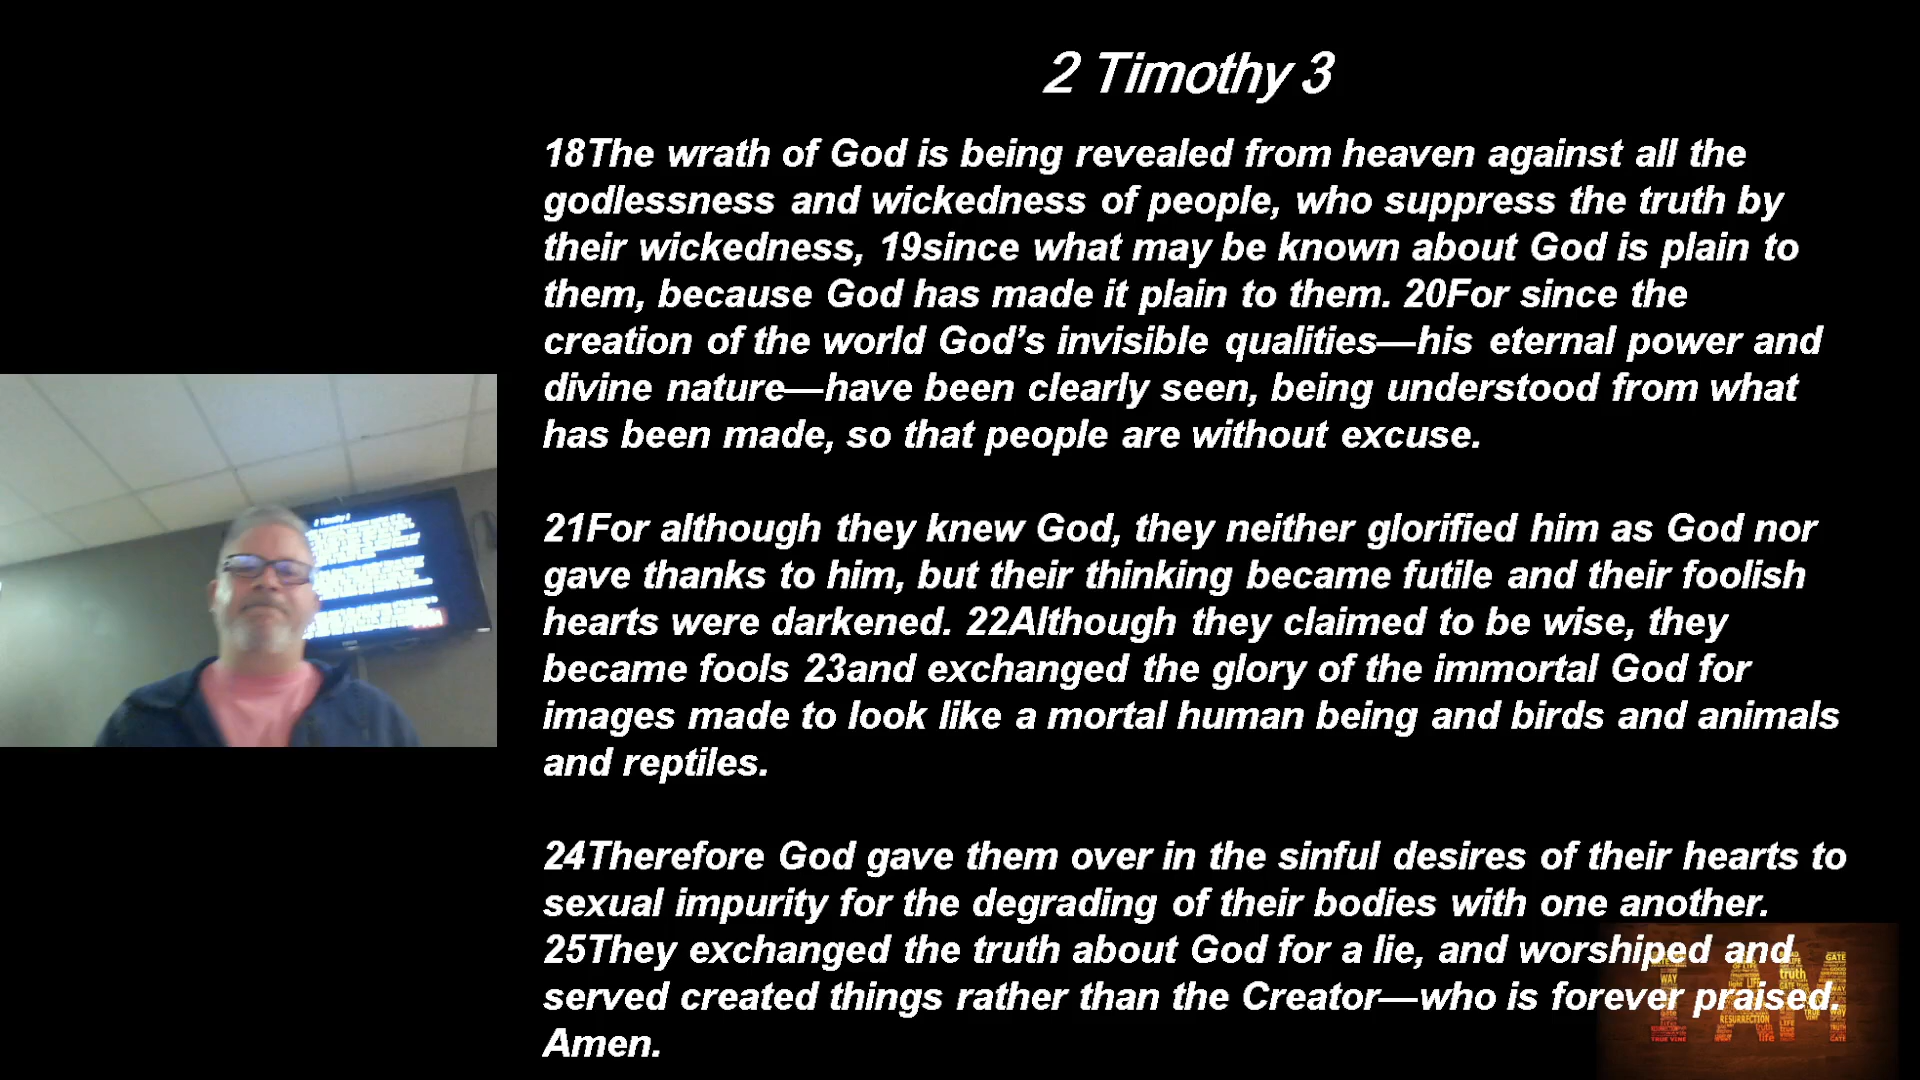 2 Timothy 3
18The wrath of God is being revealed from heaven against all the
godlessness and wickedness of people, who suppress the truth by
their wickedness, 19since what may be known about God is plain to
them, because God has made it plain to them. 20For since the
creation of the world God’s invisible qualities—his eternal power and
divine nature—have been clearly seen, being understood from what
has been made, so that people are without excuse.
21For although they knew God, they neither glorified him as God nor
gave thanks to him, but their thinking became futile and their foolish
hearts were darkened. 22Although they claimed to be wise, they
became fools 23and exchanged the glory of the immortal God for
images made to look like a mortal human being and birds and animals
and reptiles.
24Therefore God gave them over in the sinful desires of their hearts to
sexual impurity for the degrading of their bodies with one another.
25They exchanged the truth about God for a lie, and worshiped and
served created things rather than the Creator—who is forever praised.
Amen.
I AM
GATE
WAY
truth
RESURRECTION
TRUE VINE
life
GATE